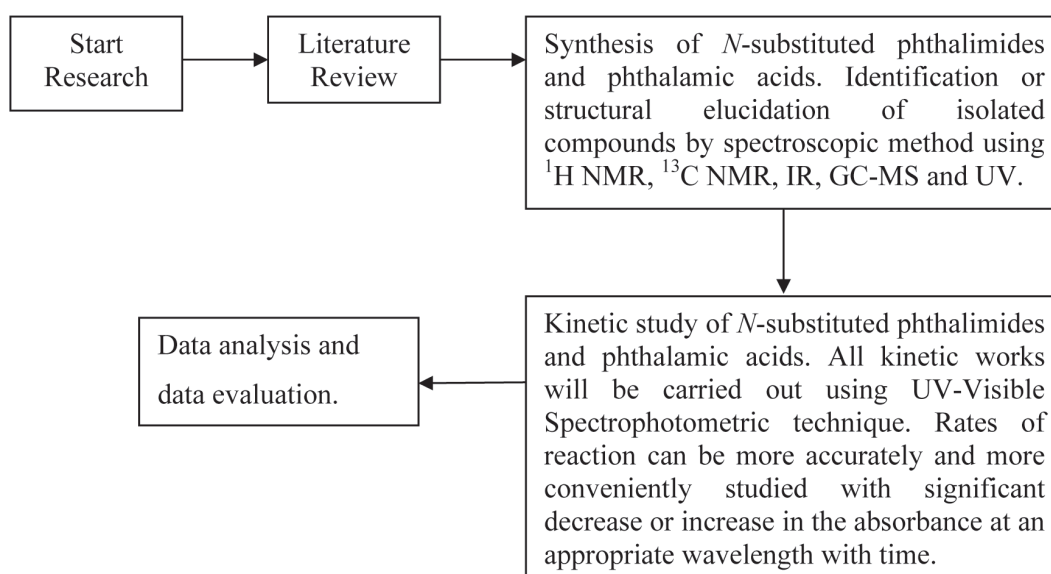 Start
Research
Literature
Review
Synthesis of N-substituted phthalimides
and phthalamic acids. Identification or
structural elucidation of isolated
compounds by spectroscopic method using
¹H NMR, ¹³C NMR, IR, GC-MS and UV.
Kinetic study of N-substituted phthalimides
and phthalamic acids. All kinetic works
will be carried out using UV-Visible
Spectrophotometric technique. Rates of
reaction can be more accurately and more
conveniently studied with significant
decrease or increase in the absorbance at an
appropriate wavelength with time.
Data analysis and
data evaluation.